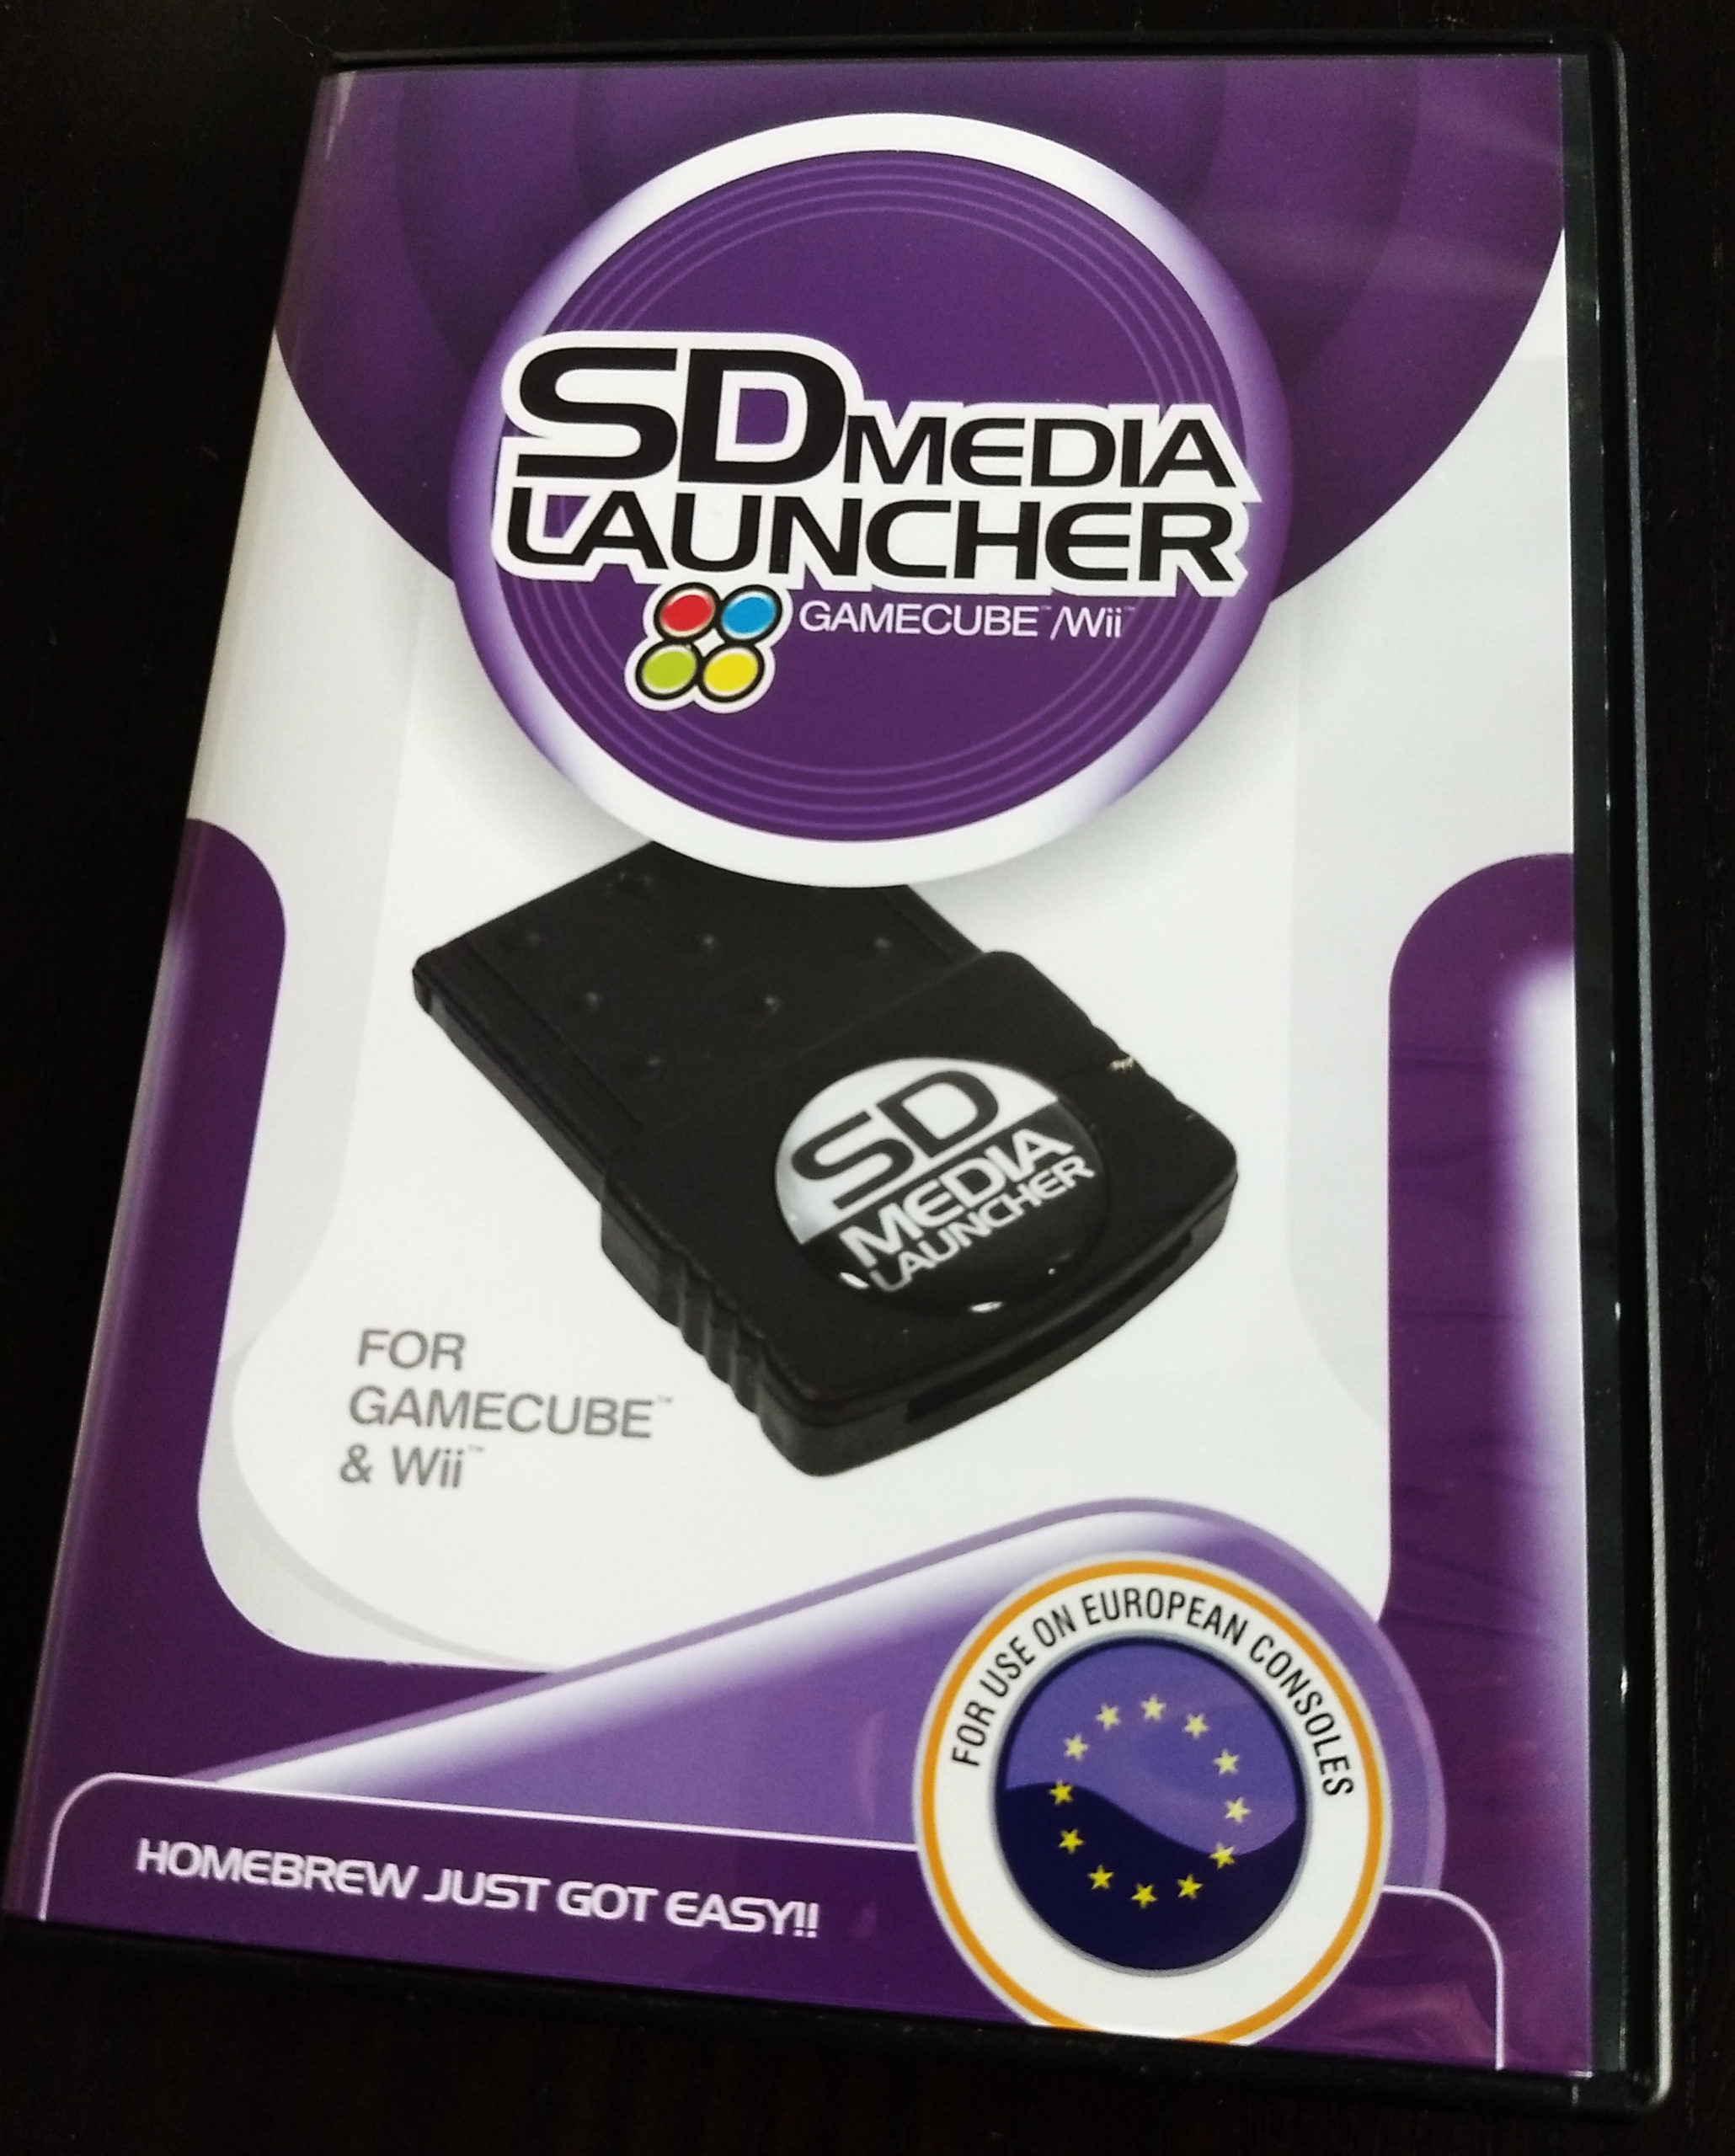 SD MEDIA
LAUNCHER
GAMECUBE™/Wii™
SD
MEDIA
LAUNCHER
FOR
GAMECUBE™
& Wii™
FOR USE ON EUROPEAN CONSOLES
HOMEBREW JUST GOT EASY!!